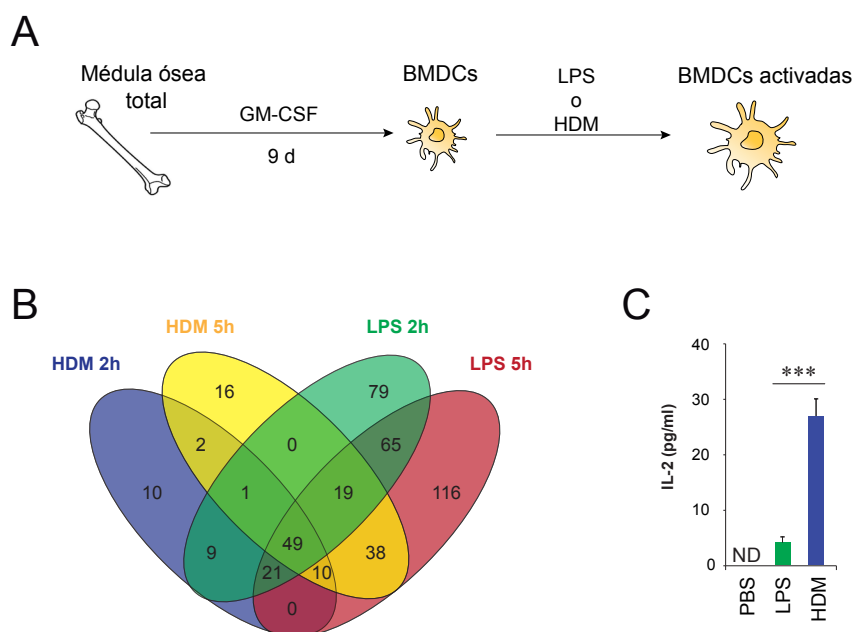 A
Médula ósea
total
GM-CSF
9 d
BMDCs
LPS
o
HDM
BMDCs activadas
B
HDM 2h
HDM 5h
LPS 2h
LPS 5h
16
79
2
0
65
10
1
19
116
9
49
38
21
10
0
C
IL-2 (pg/ml)
40
30
20
10
0
***
ND
PBS
LPS
HDM